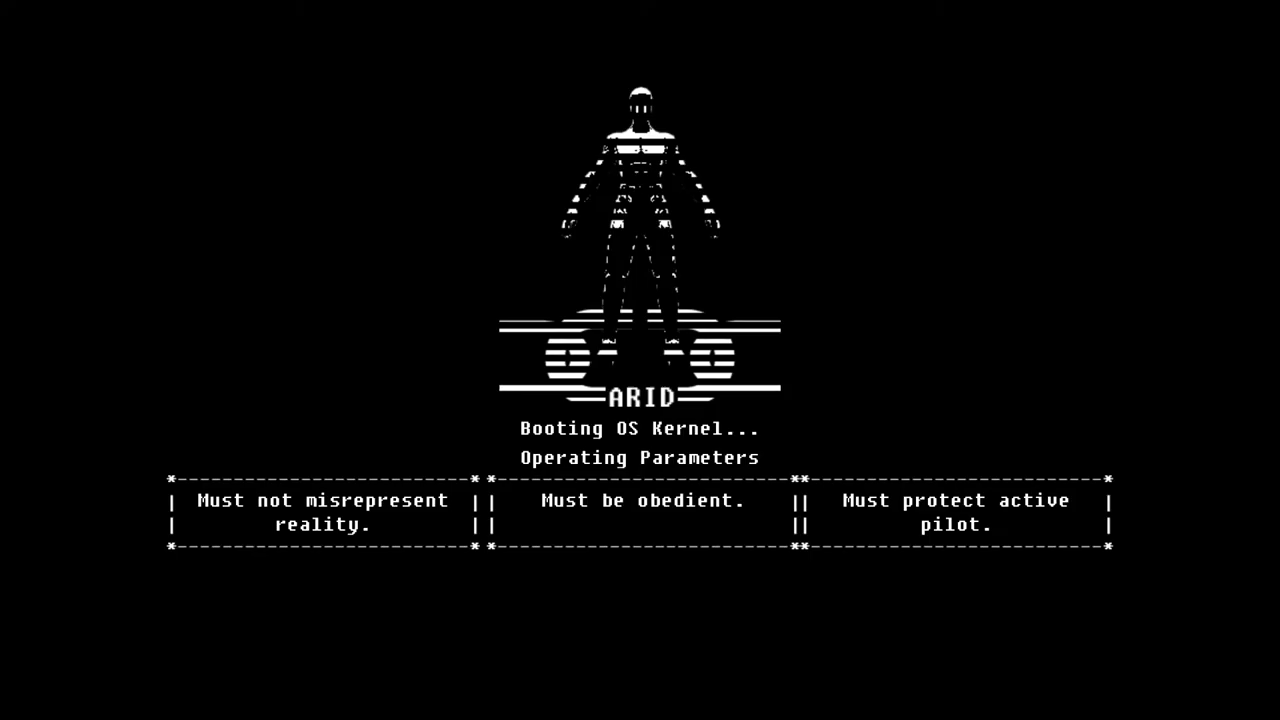 ARID
Booting OS Kernel...
Operating Parameters
Must not misrepresent
reality.
Must be obedient.
Must protect active
pilot.